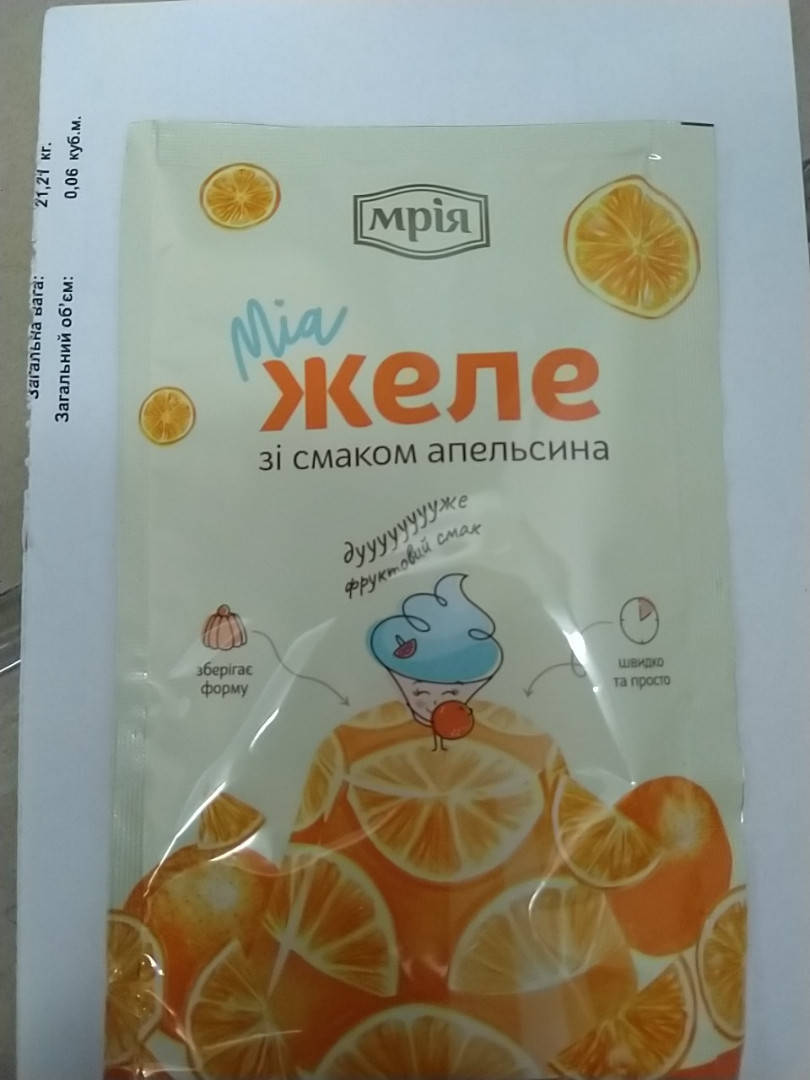 Загальна вага: 21,21 кг.
Загальний об'єм: 0,06 куб.м.
мрія
Mia
желе
зі смаком апельсина
дууууууууже
фруктовий смак
зберігає
форму
швидко
та просто